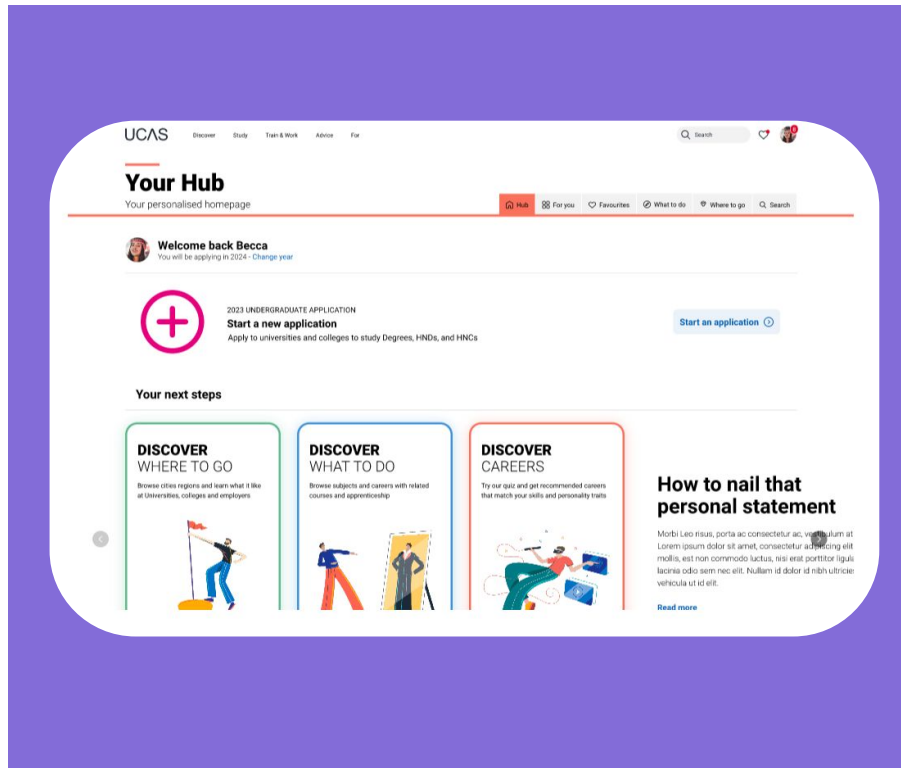 UCAS
Discover Study Train & Work Advice For
Search
Your Hub
Your personalised homepage
Hub For you Favourites What to do Where to go Search
Welcome back Becca
You will be applying in 2024 - Change year
2023 UNDERGRADUATE APPLICATION
Start a new application
Apply to universities and colleges to study Degrees, HNDs, and HNCs
Start an application
Your next steps
DISCOVER
WHERE TO GO
Browse cities regions and learn what it like
at Universities, colleges and employers
DISCOVER
WHAT TO DO
Browse subjects and careers with related
courses and apprenticeship
DISCOVER
CAREERS
Try our quiz and get recommended careers
that match your skills and personality traits
How to nail that
personal statement
Morbi Leo risus, porta ac consectetur ac, vestibulum at
Lorem ipsum dolor sit amet, consectetur adipiscing elit
mollis, est non commodo luctus, nisi erat porttitor ligula
lacinia odio sem nec elit. Nullam id dolor id nibh ultricie
vehicula ut id elit.
Read more